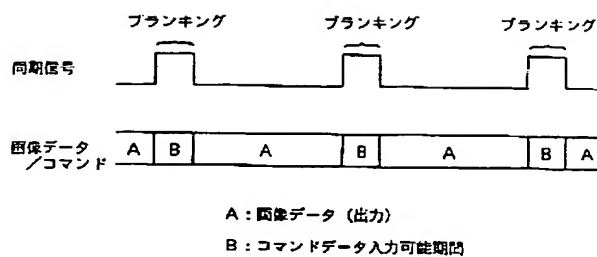 ブランキング ブランキング ブランキング
同期信号
画像データ
／コマンド
A B A B A B A
A：画像データ（出力）
B：コマンドデータ入力可能期間